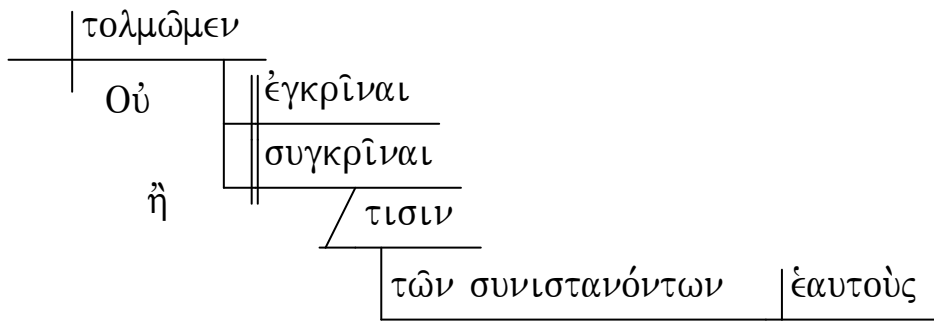 τολμῶμεν
Οὐ
ἐγκρῖναι
συγκρῖναι
ἢ
τισιν
τῶν συνιστανόντων ἑαυτοὺς